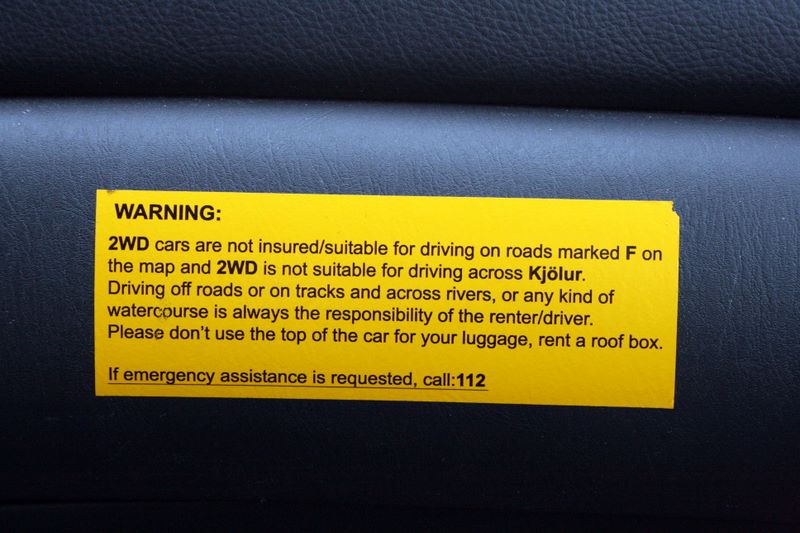 WARNING:
2WD cars are not insured/suitable for driving on roads marked F on
the map and 2WD is not suitable for driving across Kjölur.
Driving off roads or on tracks and across rivers, or any kind of
watercourse is always the responsibility of the renter/driver.
Please don't use the top of the car for your luggage, rent a roof box.
If emergency assistance is requested, call:112